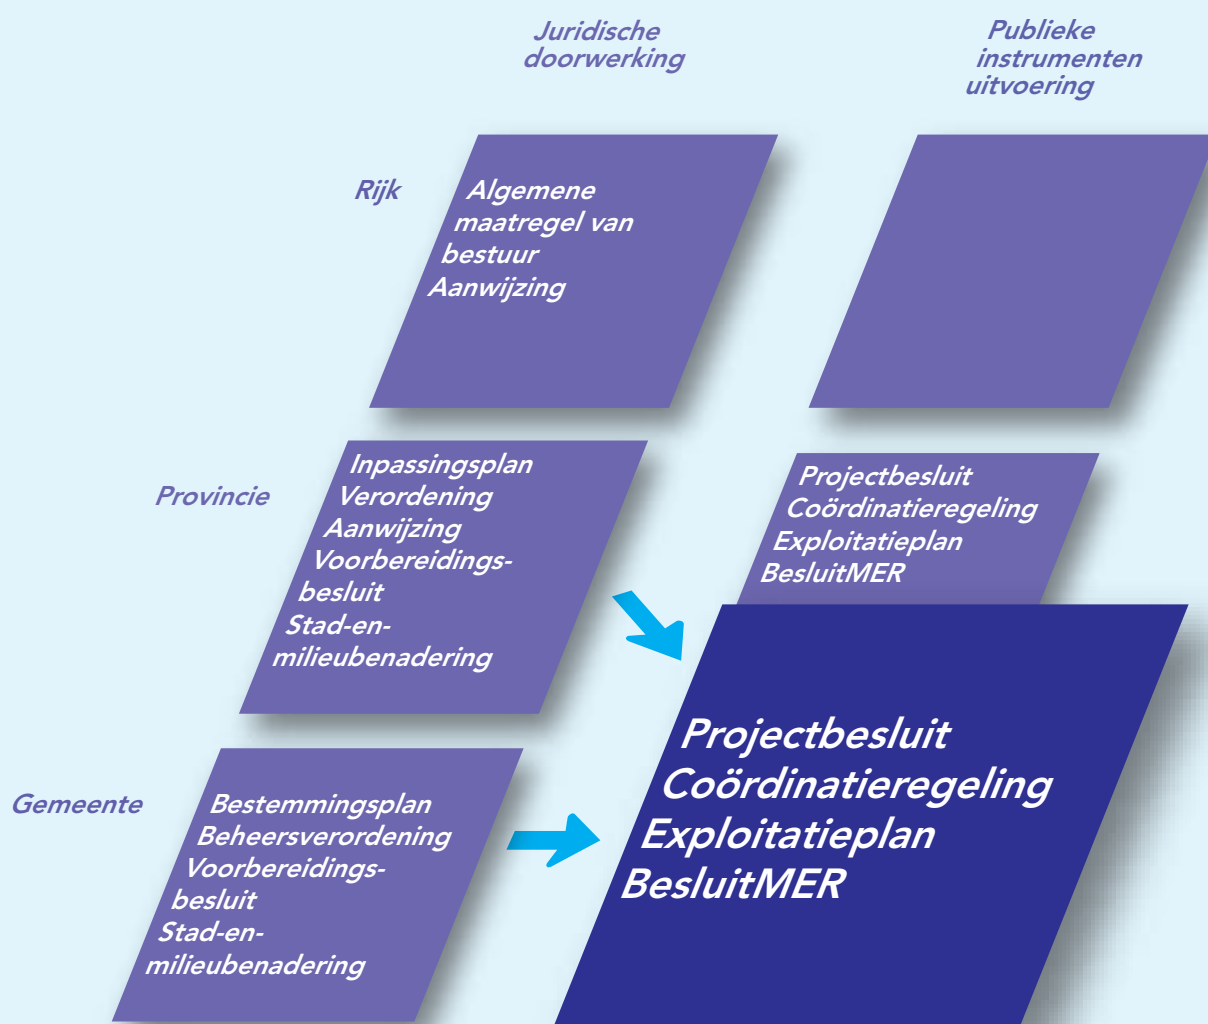 Juridische
doorwerking
Publieke
instrumenten
uitvoering
Rijk
Algemene
maatregel van
bestuur
Aanwijzing
Provincie
Inpassingsplan
Verordening
Aanwijzing
Voorbereidings-
besluit
Stad-en-
milieubenadering
Projectbesluit
Coördinatieregeling
Exploitatieplan
BesluitMER
Gemeente
Bestemmingsplan
Beheersverordening
Voorbereidings-
besluit
Stad-en-
milieubenadering
Projectbesluit
Coördinatieregeling
Exploitatieplan
BesluitMER